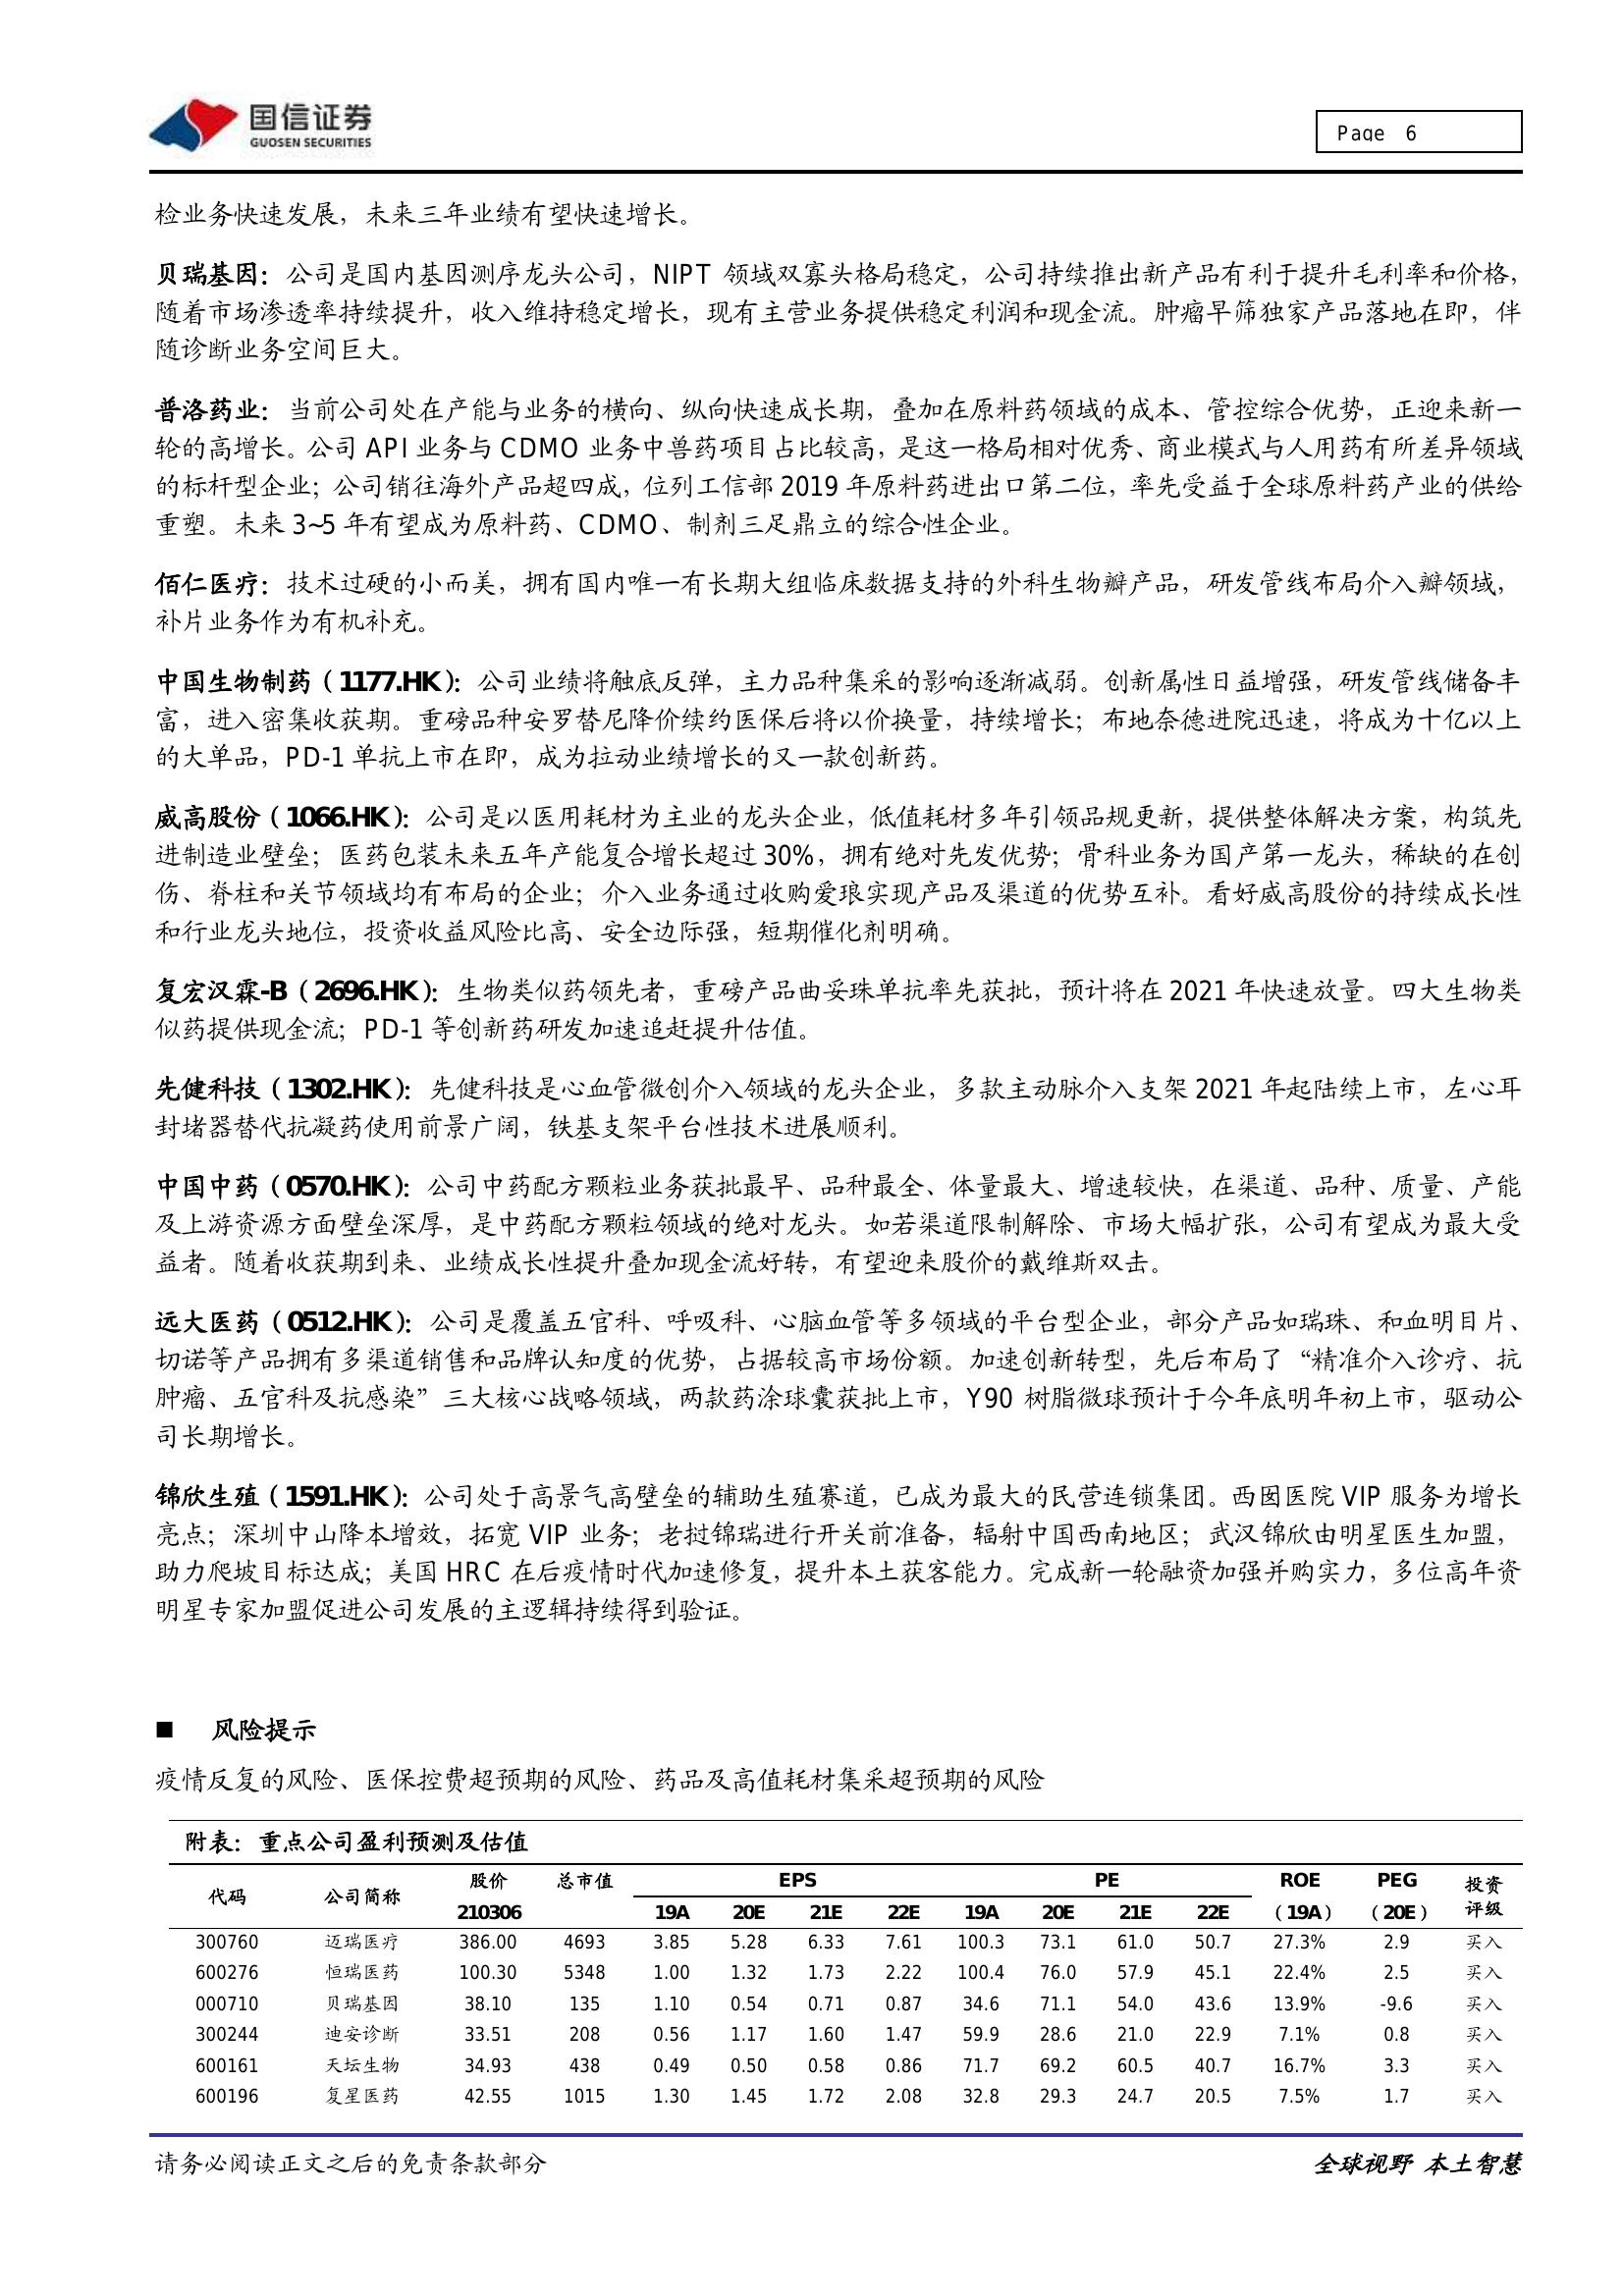 国信证券
GUOSEN SECURITIES
Page 6
检业务快速发展，未来三年业绩有望快速增长。
贝瑞基因：公司是国内基因测序龙头公司，NIPT 领域双寡头格局稳定，公司持续推出新产品有利于提升毛利率和价格，
随着市场渗透率持续提升，收入维持稳定增长，现有主营业务提供稳定利润和现金流。肿瘤早筛独家产品落地在即，伴
随诊断业务空间巨大。
普洛药业：当前公司处在产能与业务的横向、纵向快速成长期，叠加在原料药领域的成本、管控综合优势，正迎来新一
轮的高增长。公司 API 业务与 CDMO 业务中兽药项目占比较高，是这一格局相对优秀、商业模式与人用药有所差异领域
的标杆型企业；公司销往海外产品超四成，位列工信部 2019 年原料药进出口第二位，率先受益于全球原料药产业的供给
重塑。未来 3~5 年有望成为原料药、CDMO、制剂三足鼎立的综合性企业。
佰仁医疗：技术过硬的小而美，拥有国内唯一有长期大组临床数据支持的外科生物瓣产品，研发管线布局介入瓣领域，
补片业务作为有机补充。
中国生物制药（1177.HK）：公司业绩将触底反弹，主力品种集采的影响逐渐减弱。创新属性日益增强，研发管线储备丰
富，进入密集收获期。重磅品种安罗替尼降价续约医保后将以价换量，持续增长；布地奈德进院迅速，将成为十亿以上
的大单品，PD-1 单抗上市在即，成为拉动业绩增长的又一款创新药。
威高股份（1066.HK）：公司是以医用耗材为主业的龙头企业，低值耗材多年引领品规更新，提供整体解决方案，构筑先
进制造业壁垒；医药包装未来五年产能复合增长超过 30%，拥有绝对先发优势；骨科业务为国产第一龙头，稀缺的在创
伤、脊柱和关节领域均有布局的企业；介入业务通过收购爱琅实现产品及渠道的优势互补。看好威高股份的持续成长性
和行业龙头地位，投资收益风险比高、安全边际强，短期催化剂明确。
复宏汉霖-B（2696.HK）：生物类似药领先者，重磅产品曲妥珠单抗率先获批，预计将在 2021 年快速放量。四大生物类
似药提供现金流；PD-1 等创新药研发加速追赶提升估值。
先健科技（1302.HK）：先健科技是心血管微创介入领域的龙头企业，多款主动脉介入支架 2021 年起陆续上市，左心耳
封堵器替代抗凝药使用前景广阔，铁基支架平台性技术进展顺利。
中国中药（0570.HK）：公司中药配方颗粒业务获批最早、品种最全、体量最大、增速较快，在渠道、品种、质量、产能
及上游资源方面壁垒深厚，是中药配方颗粒领域的绝对龙头。如若渠道限制解除、市场大幅扩张，公司有望成为最大受
益者。随着收获期到来、业绩成长性提升叠加现金流好转，有望迎来股价的戴维斯双击。
远大医药（0512.HK）：公司是覆盖五官科、呼吸科、心脑血管等多领域的平台型企业，部分产品如瑞珠、和血明目片、
切诺等产品拥有多渠道销售和品牌认知度的优势，占据较高市场份额。加速创新转型，先后布局了“精准介入诊疗、抗
肿瘤、五官科及抗感染”三大核心战略领域，两款药涂球囊获批上市，Y90 树脂微球预计于今年底明年初上市，驱动公
司长期增长。
锦欣生殖（1591.HK）：公司处于高景气高壁垒的辅助生殖赛道，已成为最大的民营连锁集团。西囡医院 VIP 服务为增长
亮点；深圳中山降本增效，拓宽 VIP 业务；老挝锦瑞进行开关前准备，辐射中国西南地区；武汉锦欣由明星医生加盟，
助力爬坡目标达成；美国 HRC 在后疫情时代加速修复，提升本土获客能力。完成新一轮融资加强并购实力，多位高年资
明星专家加盟促进公司发展的主逻辑持续得到验证。
■ 风险提示
疫情反复的风险、医保控费超预期的风险、药品及高值耗材集采超预期的风险
附表：重点公司盈利预测及估值
代码 公司简称 股价 总市值 EPS PE ROE PEG 投资
210306 19A 20E 21E 22E 19A 20E 21E 22E （19A） （20E） 评级
300760 迈瑞医疗 386.00 4693 3.85 5.28 6.33 7.61 100.3 73.1 61.0 50.7 27.3% 2.9 买入
600276 恒瑞医药 100.30 5348 1.00 1.32 1.73 2.22 100.4 76.0 57.9 45.1 22.4% 2.5 买入
000710 贝瑞基因 38.10 135 1.10 0.54 0.71 0.87 34.6 71.1 54.0 43.6 13.9% -9.6 买入
300244 迪安诊断 33.51 208 0.56 1.17 1.60 1.47 59.9 28.6 21.0 22.9 7.1% 0.8 买入
600161 天坛生物 34.93 438 0.49 0.50 0.58 0.86 71.7 69.2 60.5 40.7 16.7% 3.3 买入
600196 复星医药 42.55 1015 1.30 1.45 1.72 2.08 32.8 29.3 24.7 20.5 7.5% 1.7 买入
请务必阅读正文之后的免责条款部分
全球视野 本土智慧